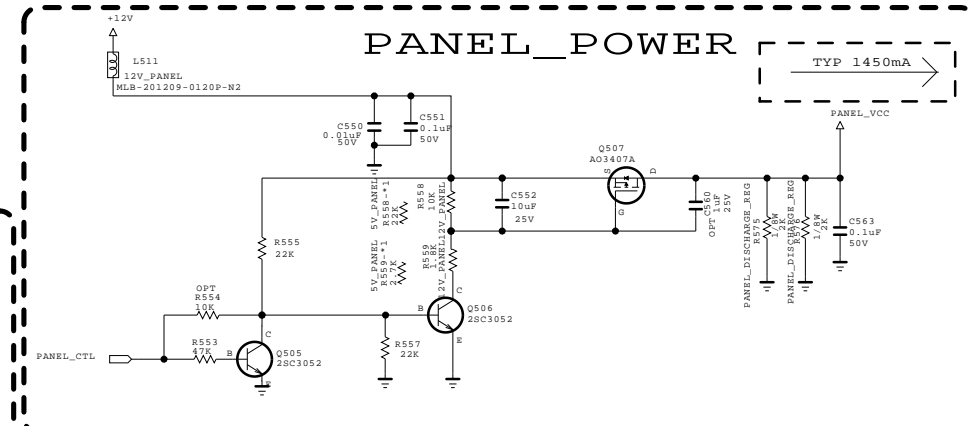 +12V
PANEL_POWER
L511
12V_PANEL
MLB-201209-0120P-N2
TYP 1450mA
PANEL_VCC
C550
0.01uF
50V
C551
0.1uF
50V
Q507
AO3407A
S
D
G
5V_PANEL
R558-*1
22K
R558
10K
12V_PANEL
C552
10uF
25V
OPT C560
1uF
25V
PANEL_DISCHARGE_REG
R575
1/8W
2K
PANEL_DISCHARGE_REG
1/8W
2K
C563
0.1uF
50V
R555
22K
5V_PANEL
R559-*1
2.7K
R559
1.8K
12V_PANEL
OPT
R554
10K
C
B
Q506
2SC3052
E
PANEL_CTL
R553
47K
C
B
Q505
2SC3052
E
R557
22K